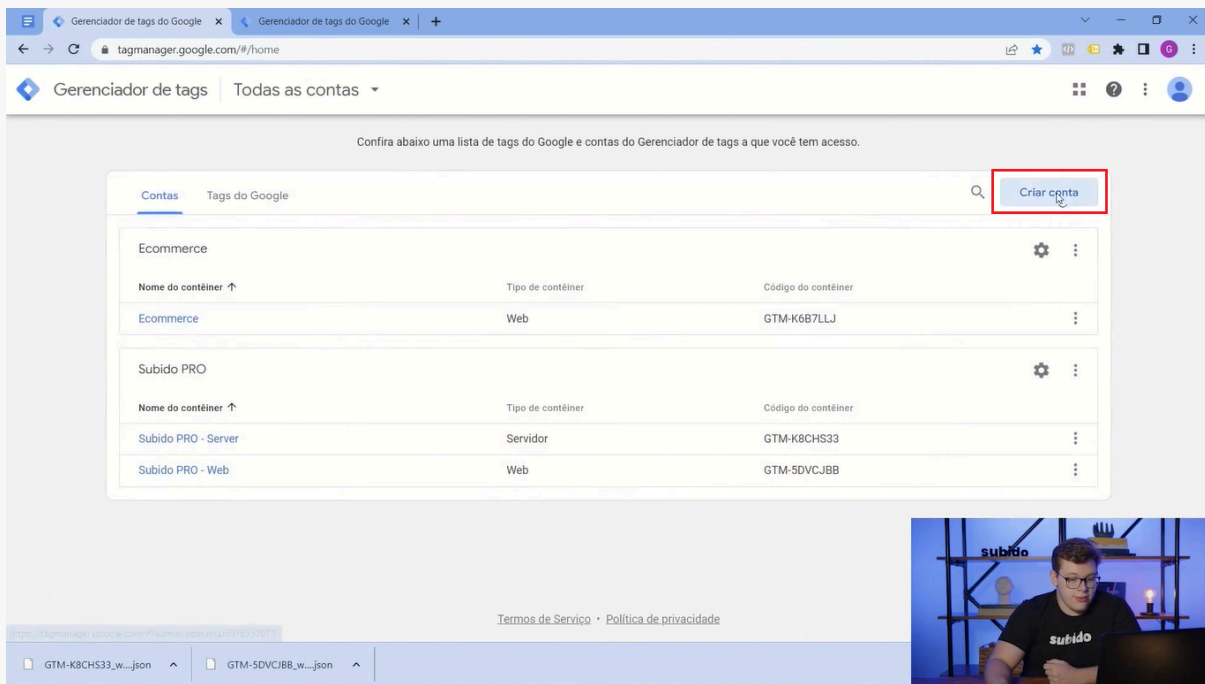 Gerenciador de tags do Google
Gerenciador de tags do Google
tagmanager.google.com/#/home
G
Gerenciador de tags
Todas as contas
Confira abaixo uma lista de tags do Google e contas do Gerenciador de tags a que você tem acesso.
Contas
Tags do Google
Criar conta
Ecommerce
Nome do contêiner
Tipo de contêiner
Código do contêiner
Ecommerce
Web
GTM-K6B7LLJ
Subido PRO
Nome do contêiner
Tipo de contêiner
Código do contêiner
Subido PRO - Server
Servidor
GTM-K8CHS33
Subido PRO - Web
Web
GTM-5DVCJBB
subido
subido
Termos de Serviço • Política de privacidade
GTM-K8CHS33_w....json
GTM-5DVCJBB_w....json